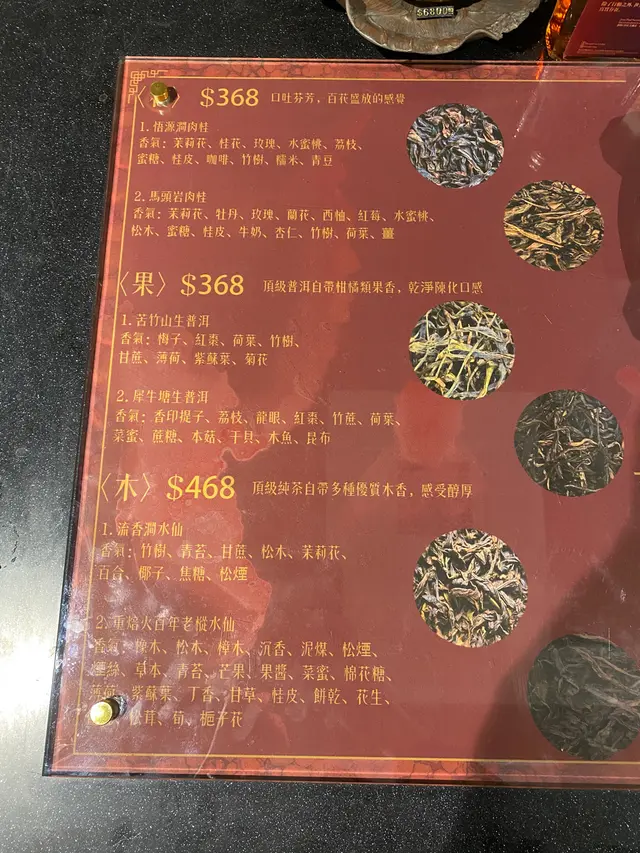 $6800
$368 口吐芬芳，百花盛放的感覺
1. 悟源澗肉桂
香氣：茉莉花、桂花、玫瑰、水蜜桃、荔枝、
蜜糖、桂皮、咖啡、竹樹、糯米、青豆
2. 馬頭岩肉桂
香氣：茉莉花、牡丹、玫瑰、蘭花、西柚、紅莓、水蜜桃、
松木、蜜糖、桂皮、牛奶、杏仁、竹樹、荷葉、薑
〈果〉$368 頂級普洱自帶柑橘類果香，乾淨陳化口感
1. 苦竹山生普洱
香氣：梅子、紅棗、荷葉、竹樹、
甘蔗、薄荷、紫蘇葉、菊花
2. 犀牛塘生普洱
香氣：香印提子、荔枝、龍眼、紅棗、竹蔗、荷葉、
菜蜜、蔗糖、本菇、干貝、木魚、昆布
〈木〉$468 頂級純茶自帶多種優質木香，感受醇厚
1. 流香澗水仙
香氣：竹樹、青苔、甘蔗、松木、茉莉花、
百合、椰子、焦糖、松煙
2. 重焙火百年老樅水仙
香氣：橡木、松木、樟木、沉香、泥煤、松煙、
煙絲、草本、青苔、芒果、果醬、菜蜜、棉花糖、
薄荷、紫蘇葉、丁香、甘草、桂皮、餅乾、花生、
松茸、荀、梔子花